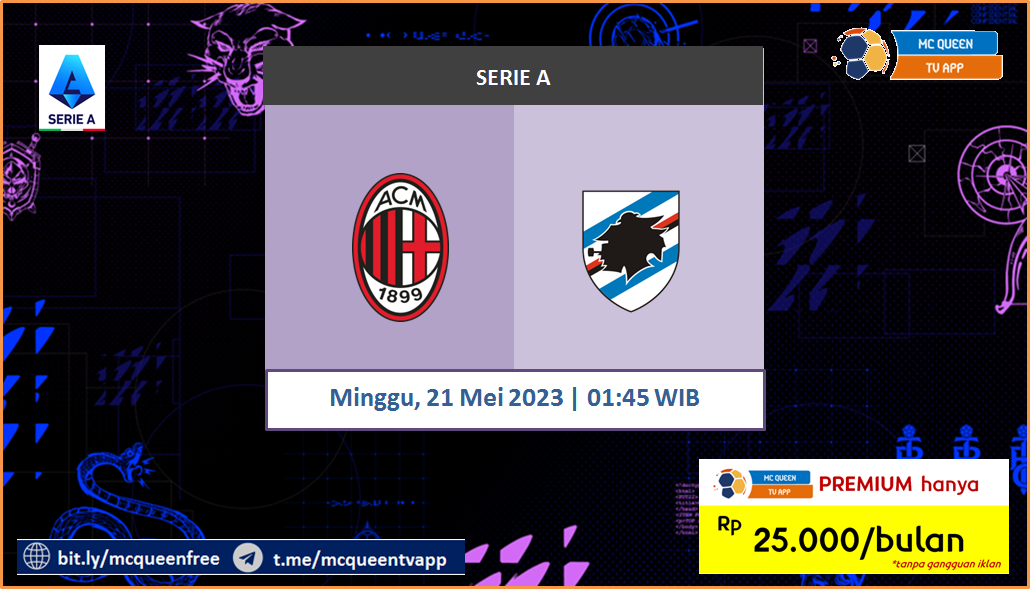 SERIE A
SERIE A
MC QUEEN
TV APP
ACM
1899
Minggu, 21 Mei 2023 | 01:45 WIB
MC QUEEN
TV APP
PREMIUM hanya
Rp 25.000/bulan
*tanpa gangguan iklan
bit.ly/mcqueenfree
t.me/mcqueentvapp